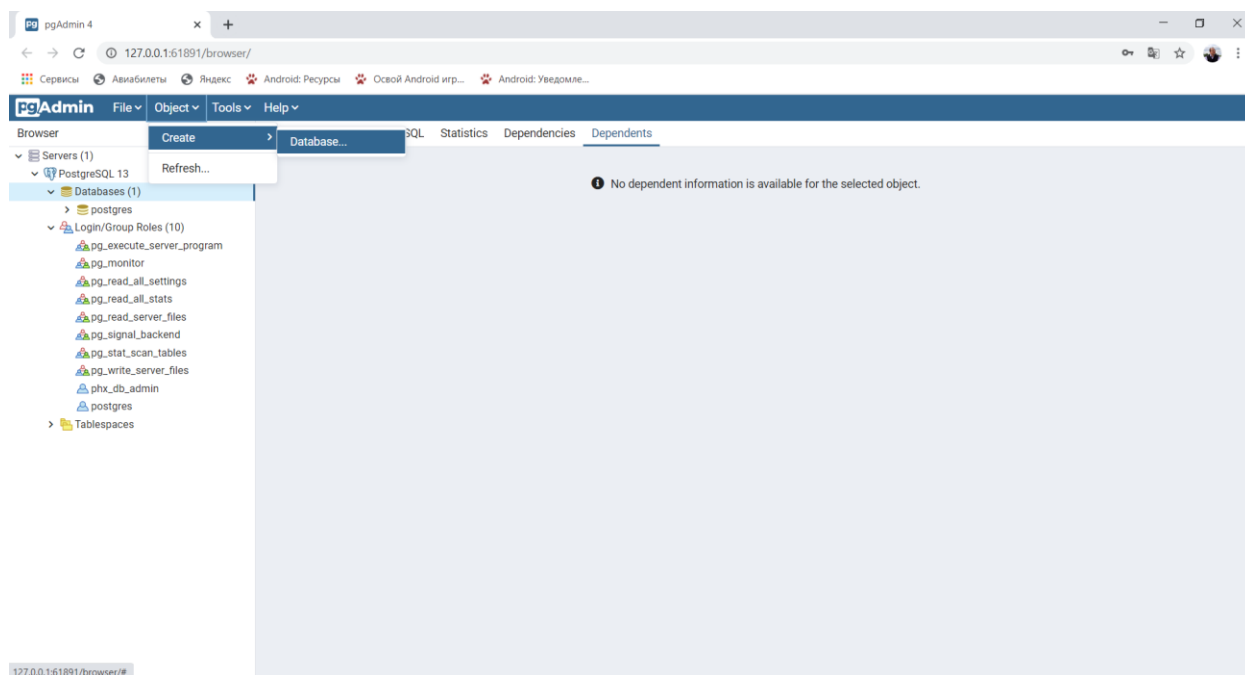 pgAdmin 4
127.0.0.1:61891/browser/
Сервисы Авиабилеты Яндекс Android: Ресурсы Освой Android игр... Android: Уведомле...
pgAdmin File Object Tools Help
Browser
Create
Database...
Refresh...
SQL Statistics Dependencies Dependents
Servers (1)
PostgreSQL 13
Databases (1)
postgres
Login/Group Roles (10)
pg_execute_server_program
pg_monitor
pg_read_all_settings
pg_read_all_stats
pg_read_server_files
pg_signal_backend
pg_stat_scan_tables
pg_write_server_files
phx_db_admin
postgres
Tablespaces
No dependent information is available for the selected object.
127.0.0.1:61891/browser/#